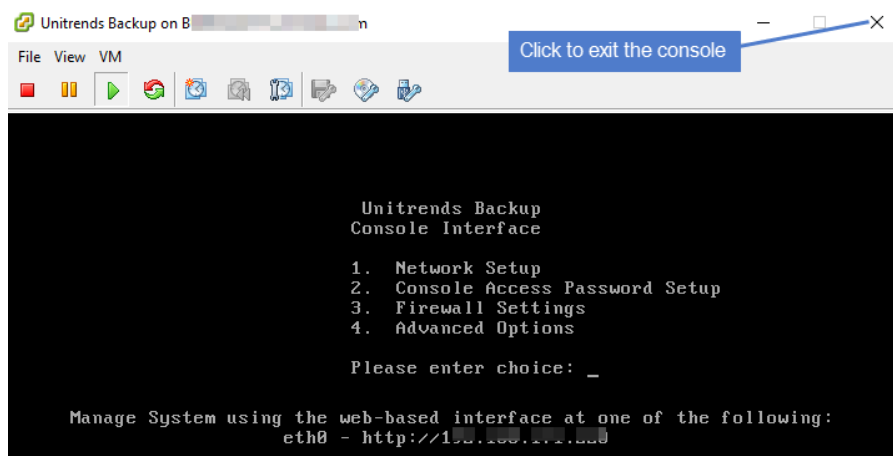 Unitrends Backup on B
File View VM
Click to exit the console
Unitrends Backup
Console Interface
1. Network Setup
2. Console Access Password Setup
3. Firewall Settings
4. Advanced Options
Please enter choice: _
Manage System using the web-based interface at one of the following:
eth0 - http://1